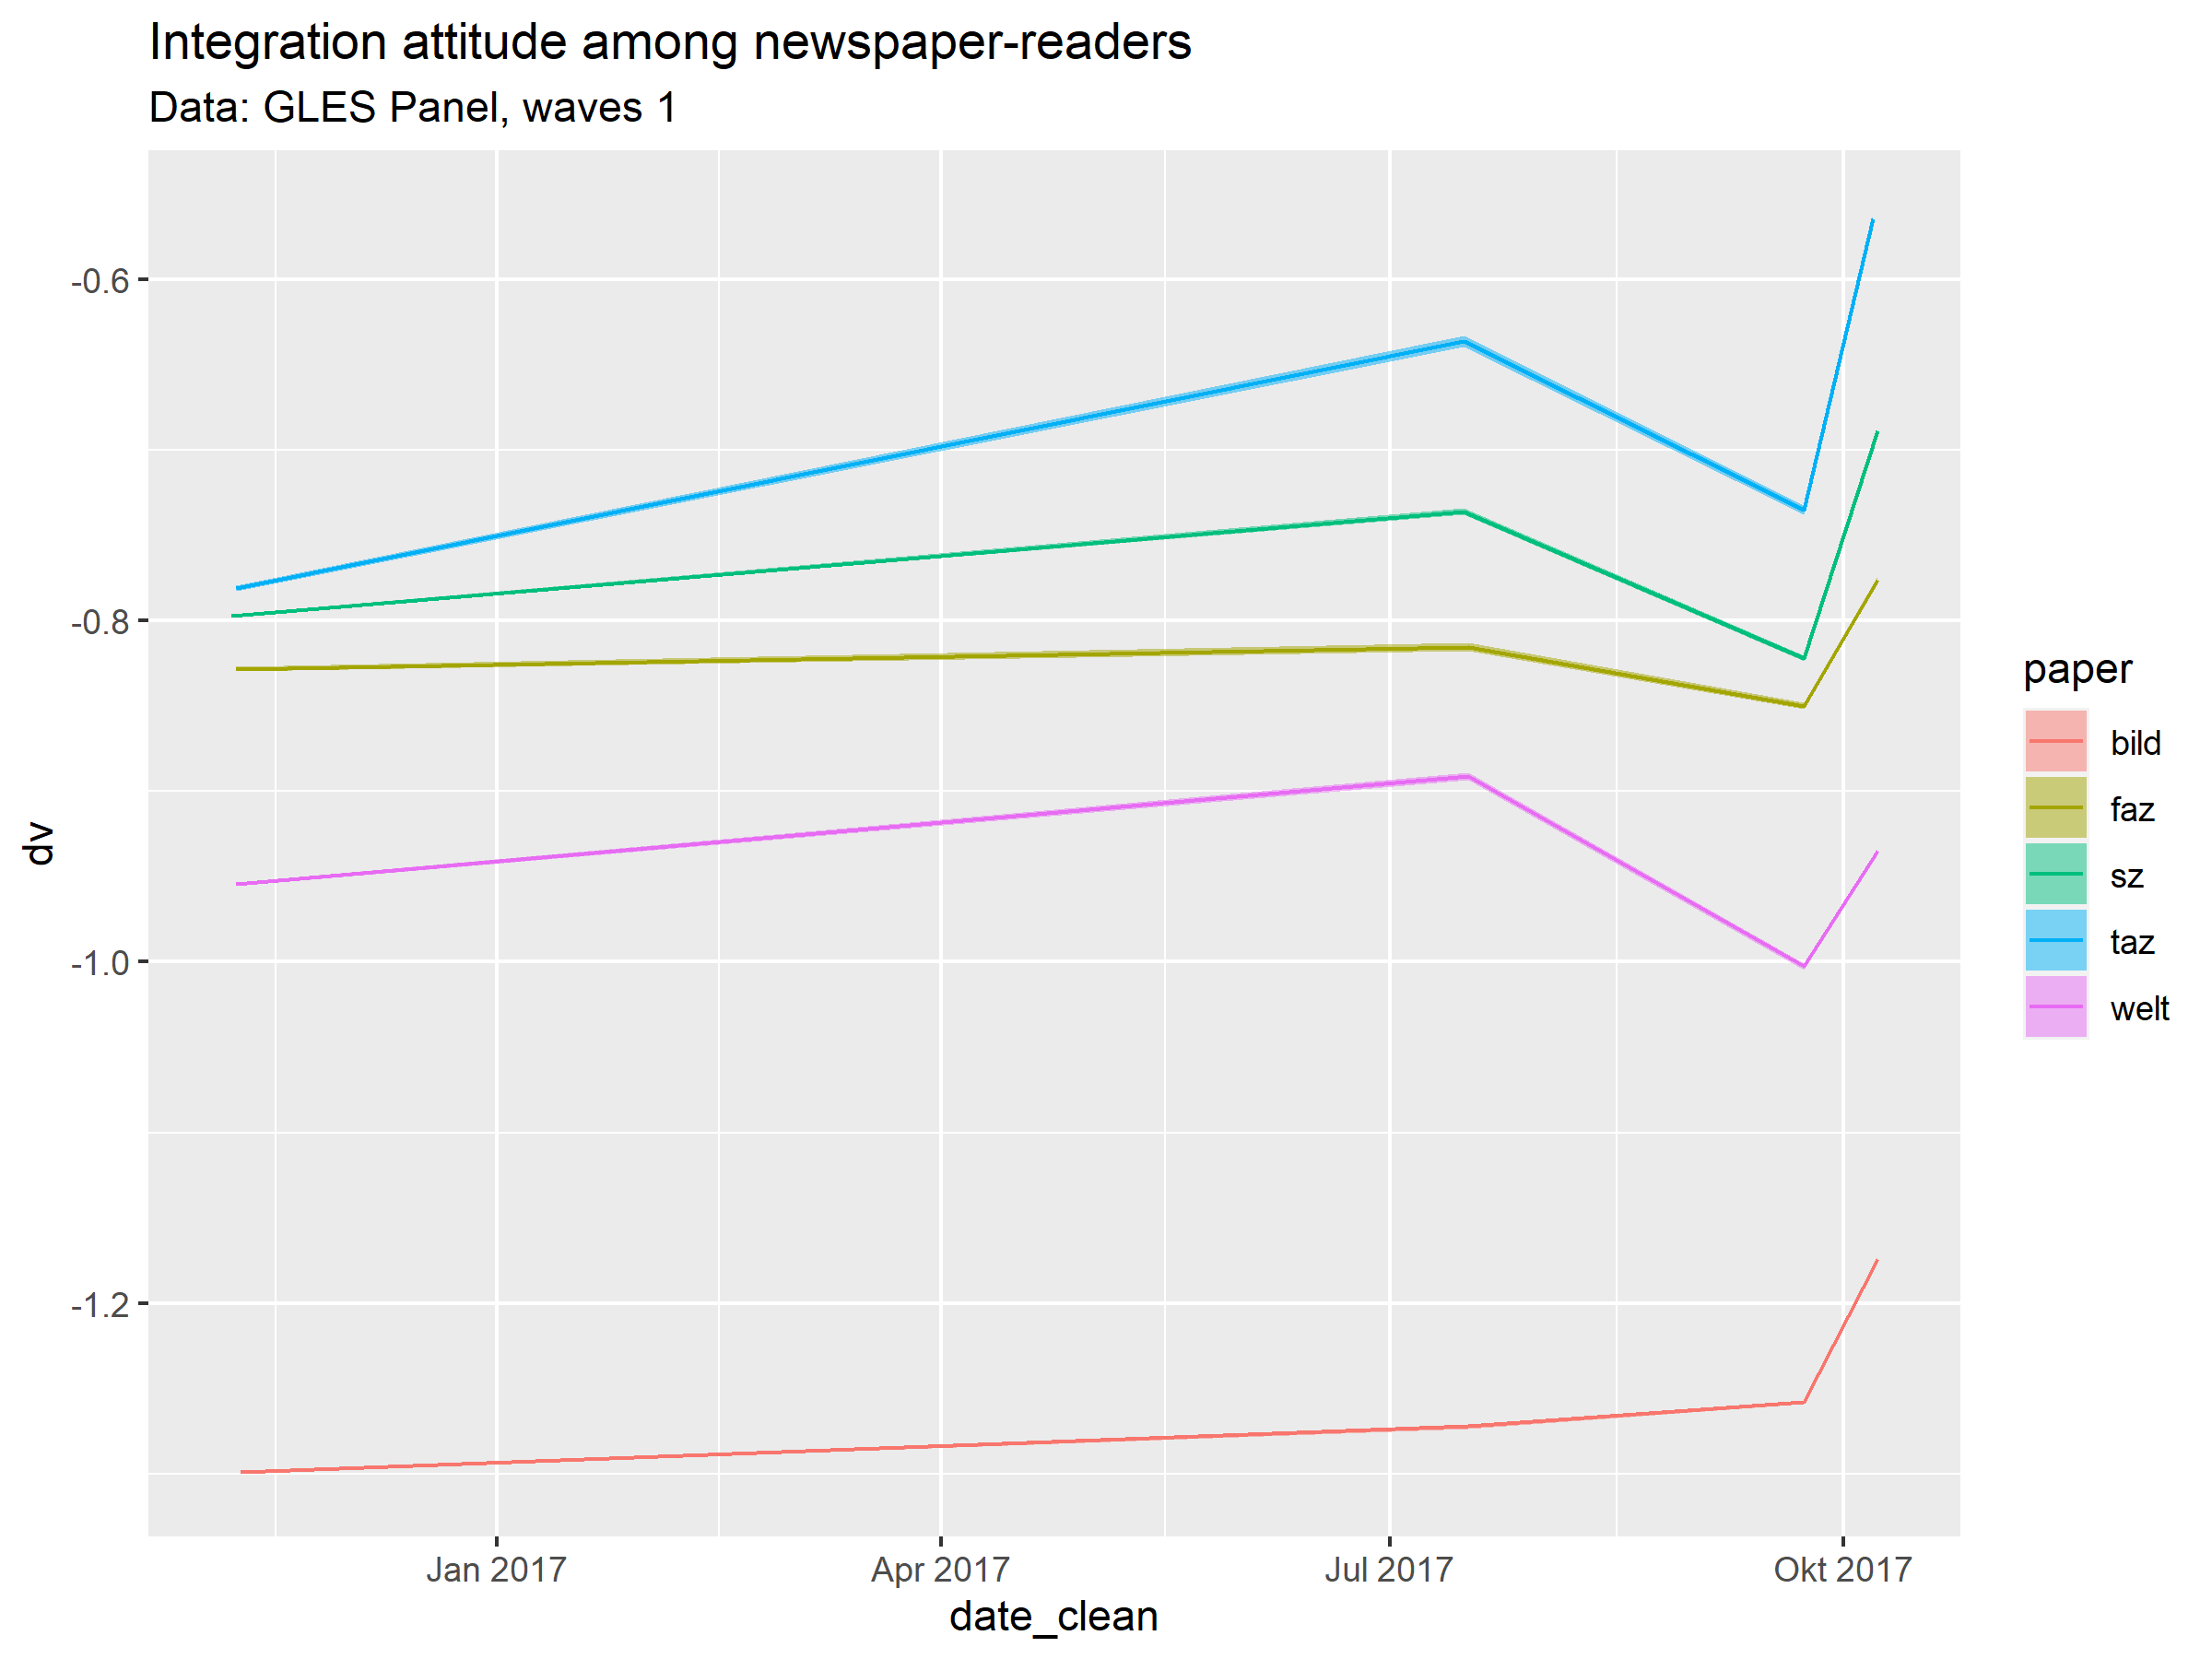 Integration attitude among newspaper-readers
Data: GLES Panel, waves 1
-0.6
-0.8
-1.0
-1.2
dv
Jan 2017
Apr 2017
Jul 2017
Okt 2017
date_clean
paper
bild
faz
sz
taz
welt